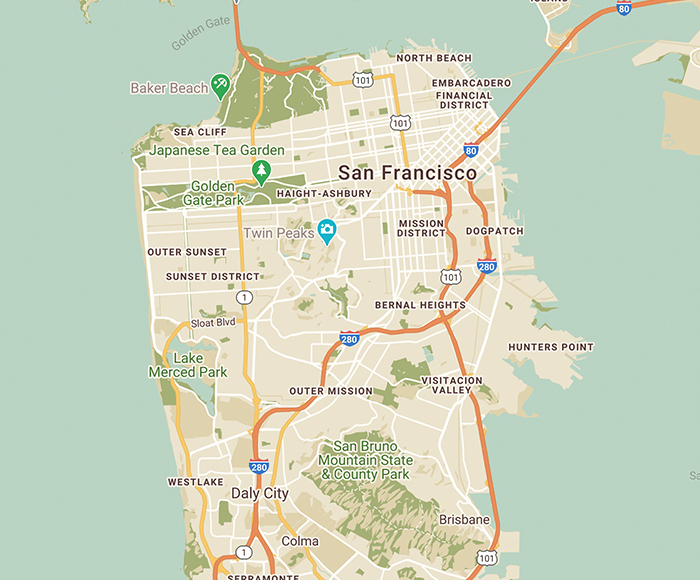 80
ISLAND
Golden Gate
NORTH BEACH
101
EMBARCADERO
Baker Beach
FINANCIAL
DISTRICT
101
SEA CLIFF
Japanese Tea Garden
80
San Francisco
Golden
Gate Park
HAIGHT-ASHBURY
Twin Peaks
MISSION
DISTRICT
DOGPATCH
OUTER SUNSET
280
SUNSET DISTRICT
101
1
BERNAL HEIGHTS
Sloat Blvd
280
HUNTERS POINT
Lake
Merced Park
VISITACION
VALLEY
OUTER MISSION
San Bruno
Mountain State
& County Park
280
WESTLAKE
Daly City
Brisbane
Colma
1
101
SERRAMONTE